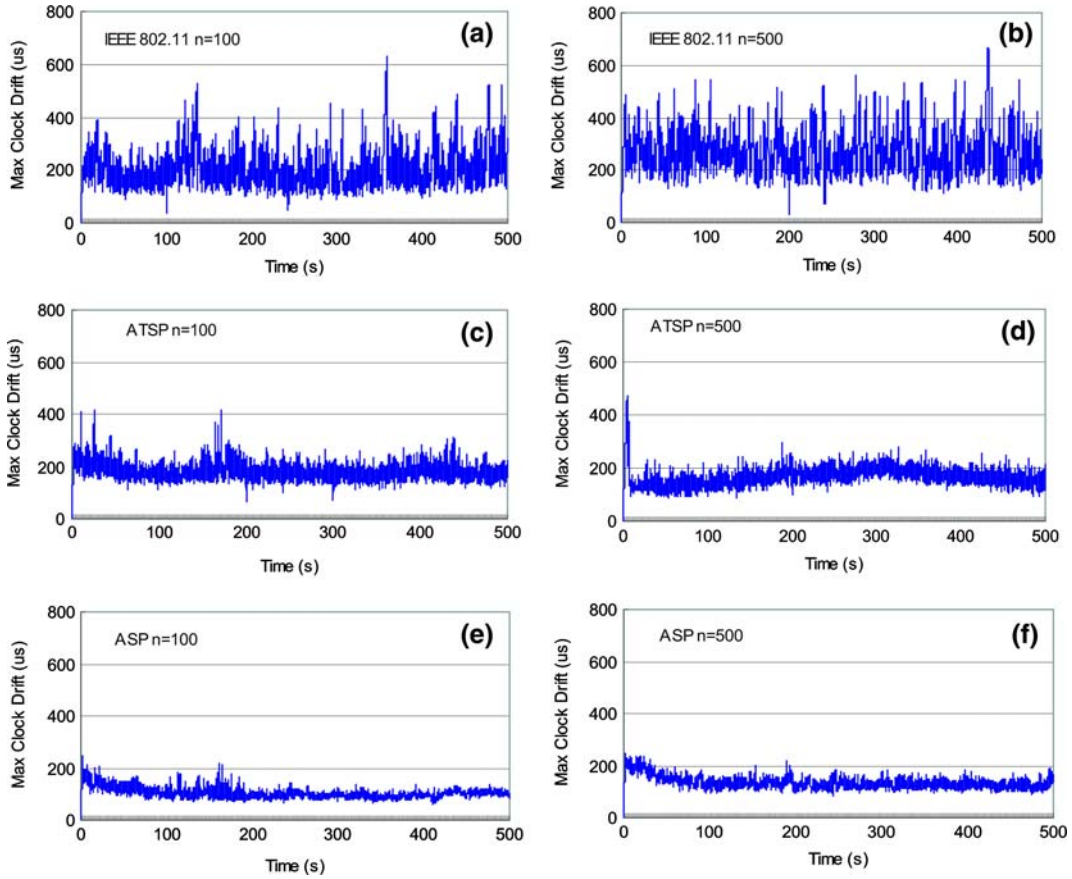 800
600
400
200
0
Max Clock Drift (us)
IEEE 802.11 n=100
(a)
0 100 200 300 400 500
Time (s)
800
600
400
200
0
Max Clock Drift (us)
IEEE 802.11 n=500
(b)
0 100 200 300 400 500
Time (s)
800
600
400
200
0
Max Clock Drift (us)
ATSP n=100
(c)
0 100 200 300 400 500
Time (s)
800
600
400
200
0
Max Clock Drift (us)
ATSP n=500
(d)
0 100 200 300 400 500
Time (s)
800
600
400
200
0
Max Clock Drift (us)
ASP n=100
(e)
0 100 200 300 400 500
Time (s)
800
600
400
200
0
Max Clock Drift (us)
ASP n=500
(f)
0 100 200 300 400 500
Time (s)